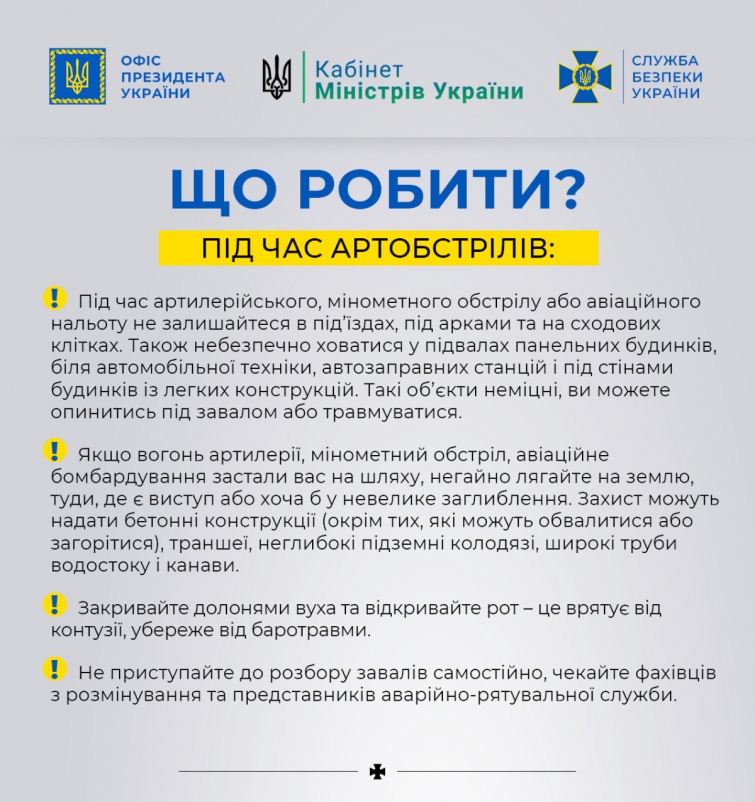 ОФІС
ПРЕЗИДЕНТА
УКРАЇНИ
Кабінет
Міністрів України
СЛУЖБА
БЕЗПЕКИ
УКРАЇНИ
ЩО РОБИТИ?
ПІД ЧАС АРТОБСТРІЛІВ:
! Під час артилерійського, мінометного обстрілу або авіаційного
нальоту не залишайтеся в під’їздах, під арками та на сходових
клітках. Також небезпечно ховатися у підвалах панельних будинків,
біля автомобільної техніки, автозаправних станцій і під стінами
будинків із легких конструкцій. Такі об’єкти неміцні, ви можете
опинитись під завалом або травмуватися.
! Якщо вогонь артилерії, мінометний обстріл, авіаційне
бомбардування застали вас на шляху, негайно лягайте на землю,
туди, де є виступ або хоча б у невелике заглиблення. Захист можуть
надати бетонні конструкції (окрім тих, які можуть обвалитися або
загорітися), траншеї, неглибокі підземні колодязі, широкі труби
водостоку і канави.
! Закривайте долонями вуха та відкривайте рот – це врятує від
контузії, убереже від баротравми.
! Не приступайте до розбору завалів самостійно, чекайте фахівців
з розмінування та представників аварійно-рятувальної служби.